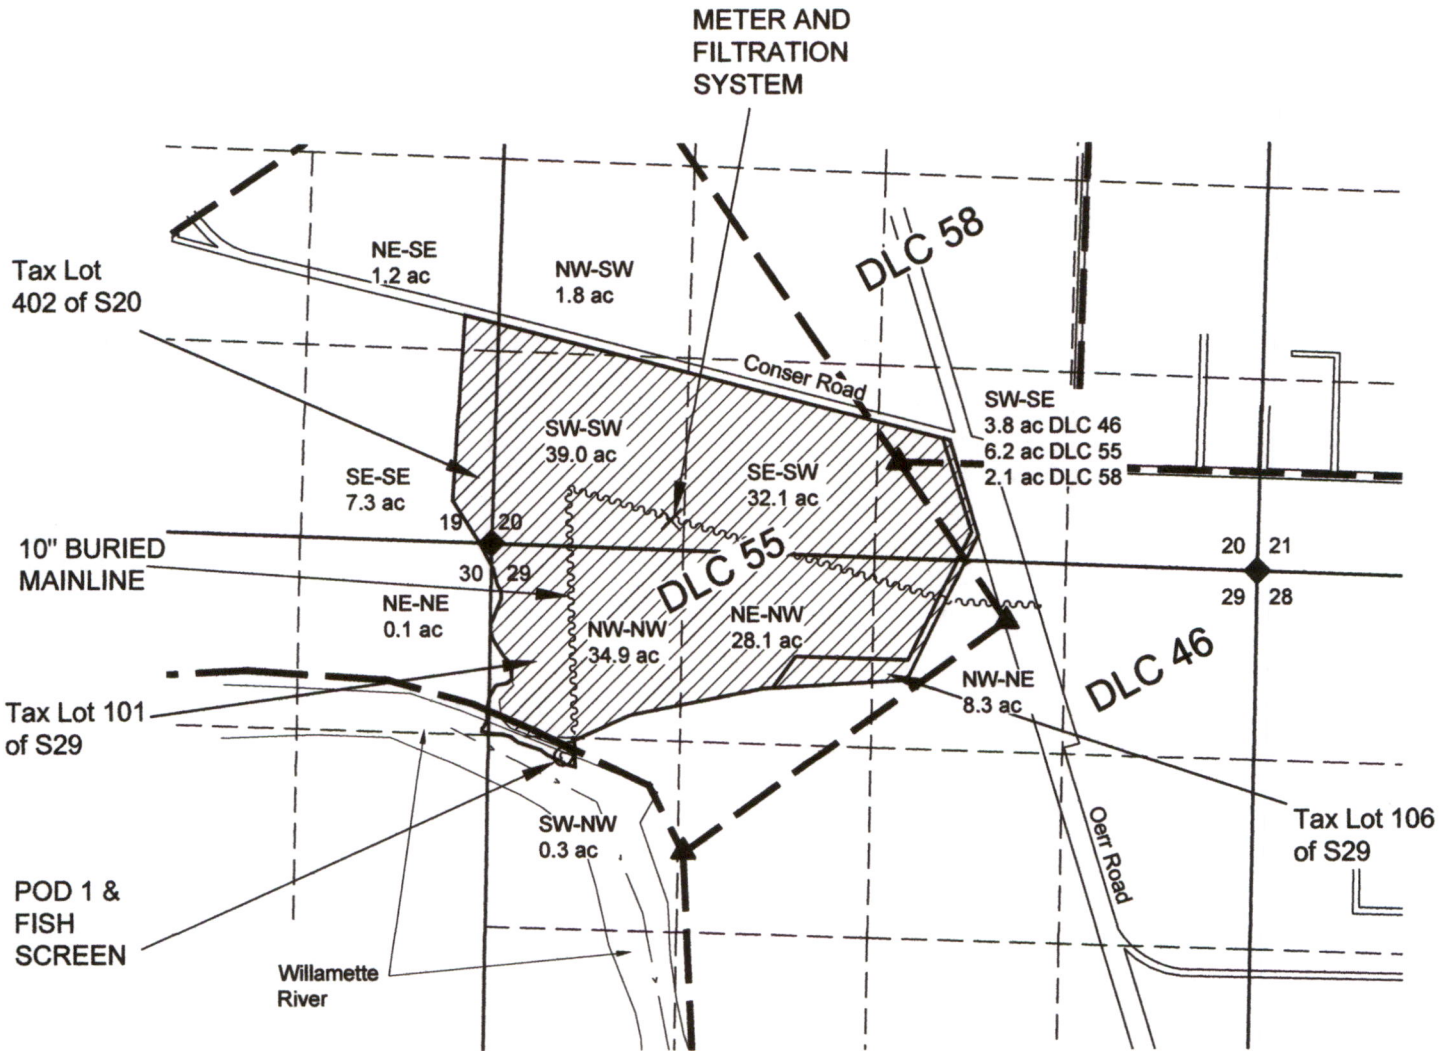 METER AND
FILTRATION
SYSTEM
DLC 58
NE-SE
1.2 ac
NW-SW
1.8 ac
Tax Lot
402 of S20
Conser Road
SW-SE
3.8 ac DLC 46
6.2 ac DLC 55
2.1 ac DLC 58
SW-SW
39.0 ac
SE-SW
32.1 ac
SE-SE
7.3 ac
19 20
30 29
20 21
29 28
10" BURIED
MAINLINE
DLC 55
NE-NE
0.1 ac
NW-NW
34.9 ac
NE-NW
28.1 ac
DLC 46
NW-NE
8.3 ac
Tax Lot 101
of S29
SW-NW
0.3 ac
Oerr Road
Tax Lot 106
of S29
POD 1 &
FISH
SCREEN
Willamette
River